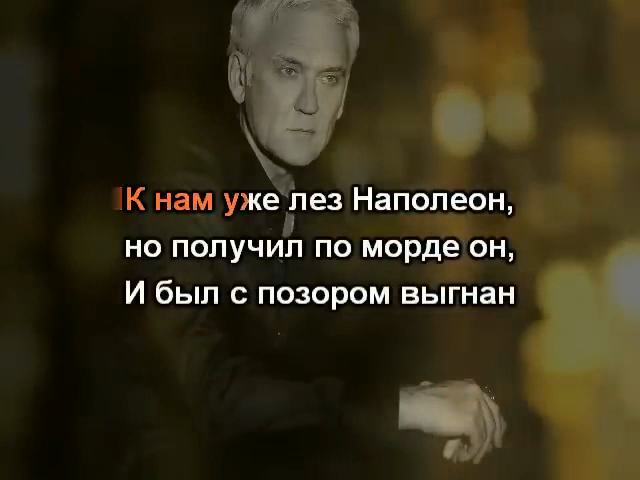 К нам уже лез Наполеон,
но получил по морде он,
И был с позором выгнан